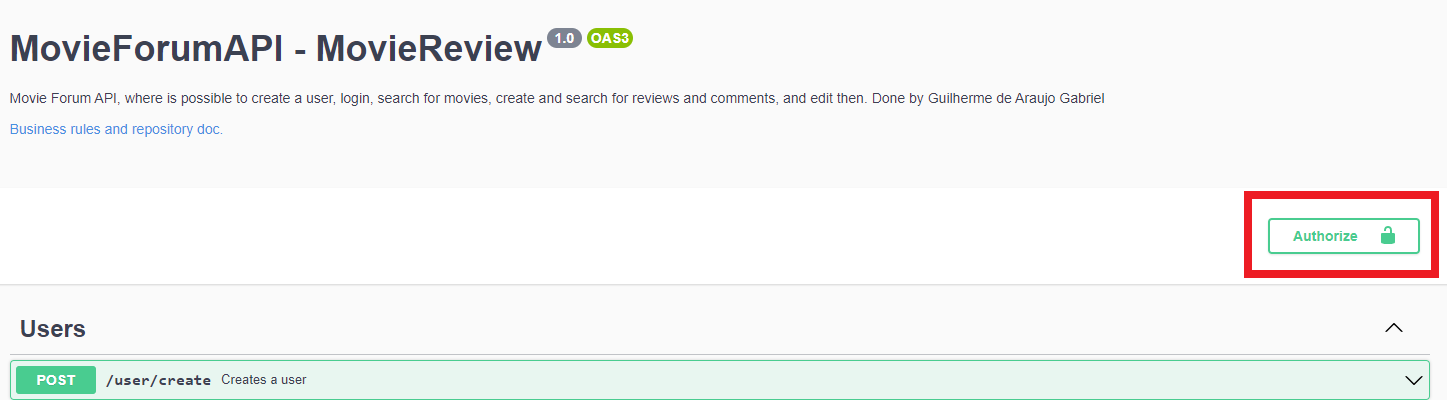 MovieForumAPI - MovieReview 1.0 OAS3
Movie Forum API, where is possible to create a user, login, search for movies, create and search for reviews and comments, and edit then. Done by Guilherme de Araujo Gabriel
Business rules and repository doc.
Authorize
Users
POST /user/create Creates a user